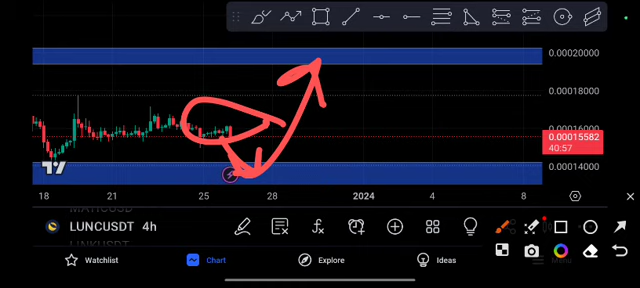 0.00020000
0.00018000
0.00016000
0.00015582
40:57
0.00014000
18 21 25 28 2024 4 8
LUNCUSDT 4h
Watchlist Chart Explore Ideas